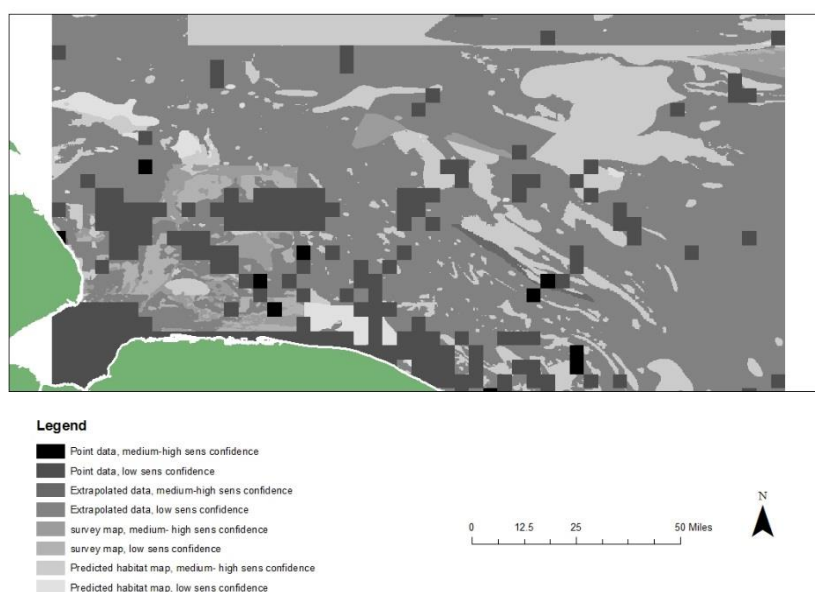 Legend
Point data, medium-high sens confidence
Point data, low sens confidence
Extrapolated data, medium-high sens confidence
Extrapolated data, low sens confidence
survey map, medium- high sens confidence
survey map, low sens confidence
Predicted habitat map, medium- high sens confidence
Predicted habitat map, low sens confidence
0 12.5 25 50 Miles
N